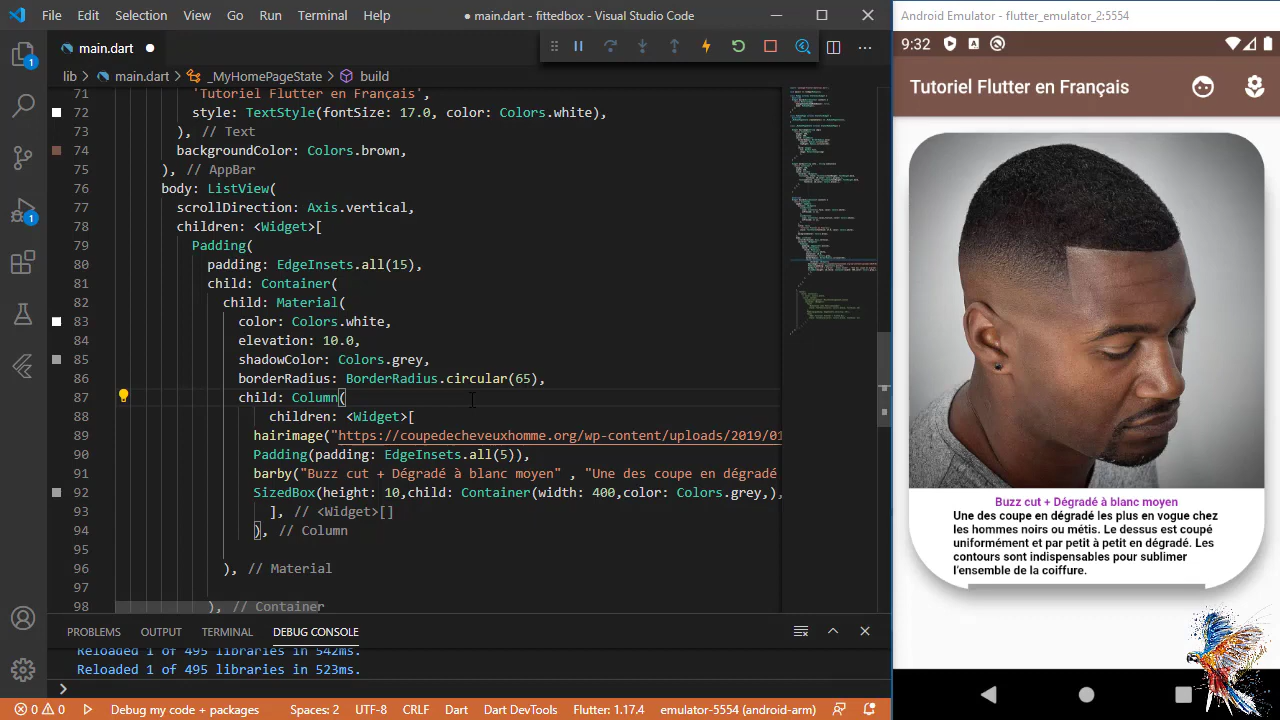 File Edit Selection View Go Run Terminal Help
● main.dart - fittedbox - Visual Studio Code
main.dart ●
lib > main.dart > _MyHomePageState > build
71 'Tutoriel Flutter en Français',
72 style: TextStyle(fontSize: 17.0, color: Colors.white),
73 ), // Text
74 backgroundColor: Colors.brown,
75 ), // AppBar
76 body: ListView(
77 scrollDirection: Axis.vertical,
78 children: <Widget>[
79 Padding(
80 padding: EdgeInsets.all(15),
81 child: Container(
82 child: Material(
83 color: Colors.white,
84 elevation: 10.0,
85 shadowColor: Colors.grey,
86 borderRadius: BorderRadius.circular(65),
87 child: Column(
88 children: <Widget>[
89 hairimage("https://coupedecheveuxhomme.org/wp-content/uploads/2019/01
90 Padding(padding: EdgeInsets.all(5)),
91 barby("Buzz cut + Dégradé à blanc moyen" , "Une des coupe en dégradé
92 SizedBox(height: 10,child: Container(width: 400,color: Colors.grey,),
93 ], // <Widget>[]
94 ), // Column
95
96 ), // Material
97
98 ), // Container
PROBLEMS OUTPUT TERMINAL DEBUG CONSOLE
Reloaded 1 of 495 libraries in 542ms.
Reloaded 1 of 495 libraries in 523ms.
0 0 Debug my code + packages Spaces: 2 UTF-8 CRLF Dart Dart DevTools Flutter: 1.17.4 emulator-5554 (android-arm)
Android Emulator - flutter_emulator_2:5554
9:32
Tutoriel Flutter en Français
Buzz cut + Dégradé à blanc moyen
Une des coupe en dégradé les plus en vogue chez
les hommes noirs ou métis. Le dessus est coupé
uniformément et par petit à petit en dégradé. Les
contours sont indispensables pour sublimer
l'ensemble de la coiffure.